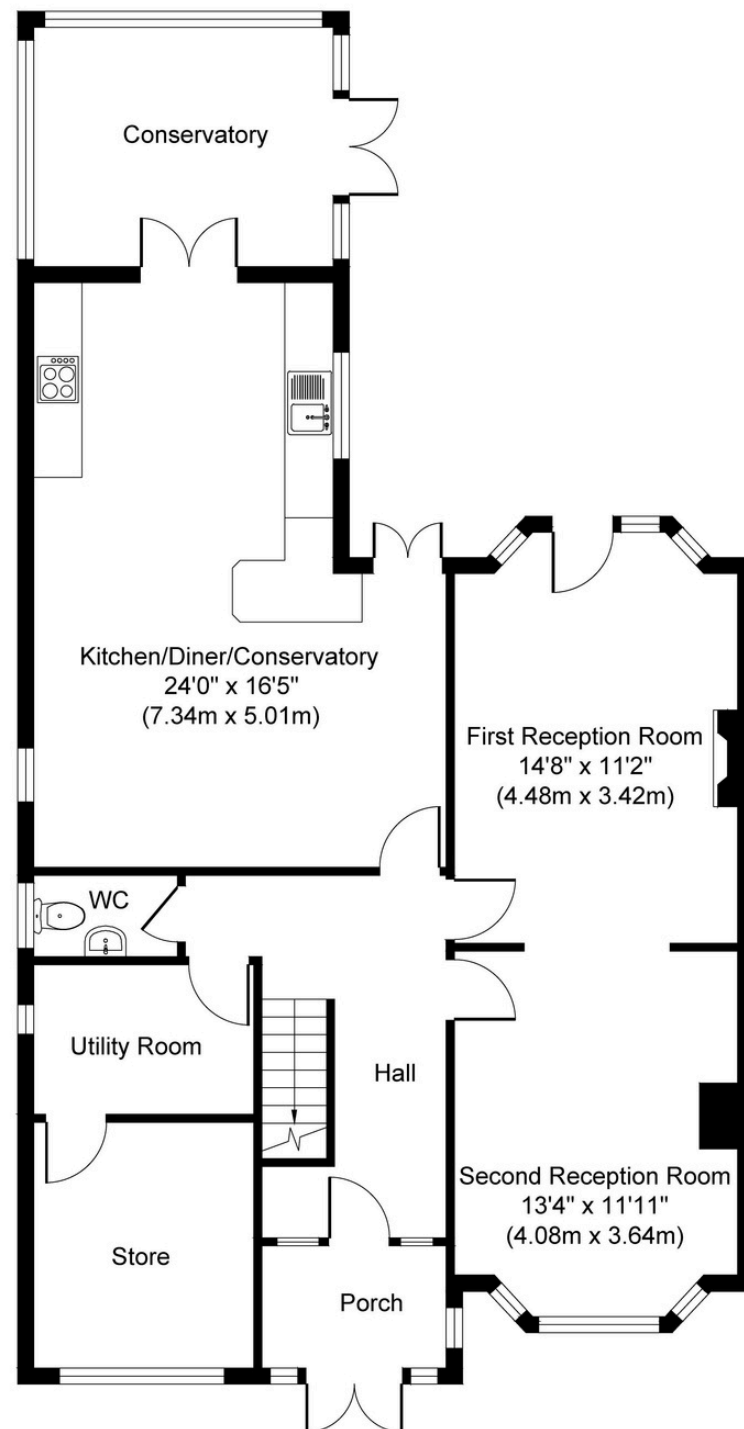 Conservatory
Kitchen/Diner/Conservatory
24'0" x 16'5"
(7.34m x 5.01m)
First Reception Room
14'8" x 11'2"
(4.48m x 3.42m)
WC
Utility Room
Hall
Second Reception Room
13'4" x 11'11"
(4.08m x 3.64m)
Store
Porch